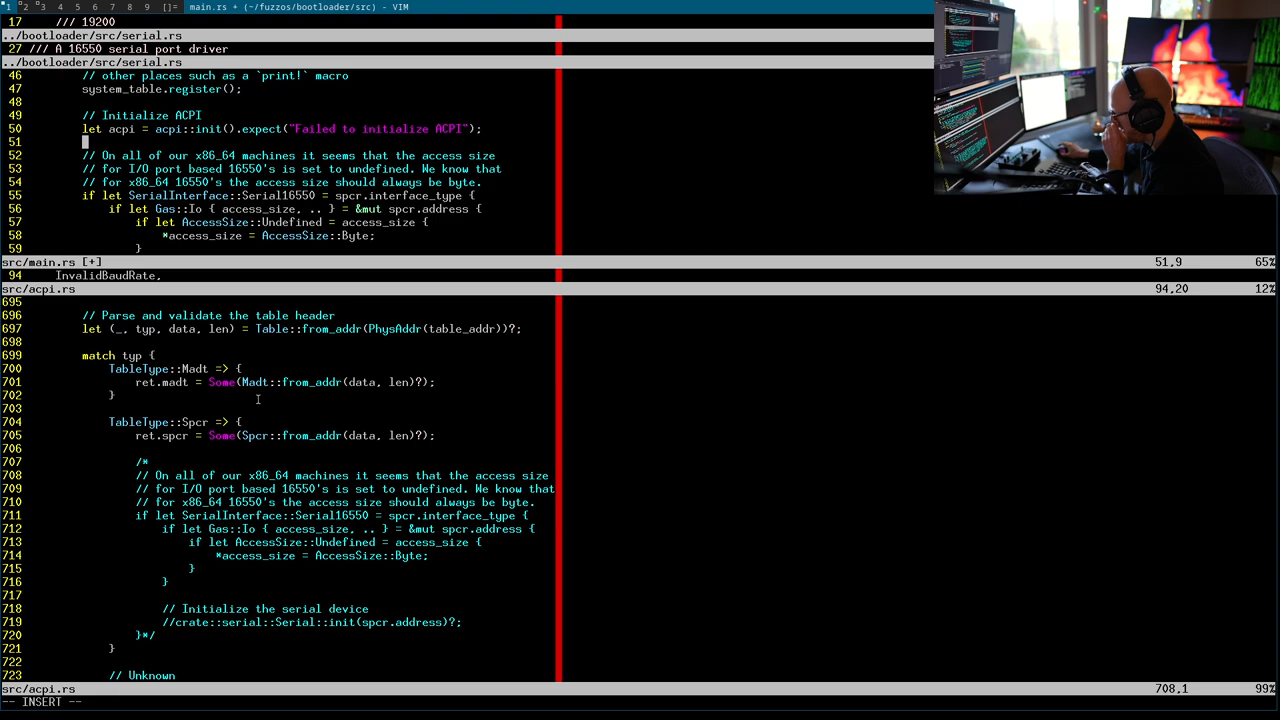 1 2 3 4 5 6 7 8 9 []= main.rs + (~/fuzzos/bootloader/src) - VIM
17     /// 19200
../bootloader/src/serial.rs
27 /// A 16550 serial port driver
../bootloader/src/serial.rs
46         // other places such as a `print!` macro
47         system_table.register();
48
49         // Initialize ACPI
50         let acpi = acpi::init().expect("Failed to initialize ACPI");
51
52         // On all of our x86_64 machines it seems that the access size
53         // for I/O port based 16550's is set to undefined. We know that
54         // for x86_64 16550's the access size should always be byte.
55         if let SerialInterface::Serial16550 = spcr.interface_type {
56             if let Gas::Io { access_size, .. } = &mut spcr.address {
57                 if let AccessSize::Undefined = access_size {
58                     *access_size = AccessSize::Byte;
59                 }
src/main.rs [+] 51,9 65%
94     InvalidBaudRate,
src/acpi.rs 94,20 12%
695
696         // Parse and validate the table header
697         let (_, typ, data, len) = Table::from_addr(PhysAddr(table_addr))?;
698
699         match typ {
700             TableType::Madt => {
701                 ret.madt = Some(Madt::from_addr(data, len)?);
702             }
703
704             TableType::Spcr => {
705                 ret.spcr = Some(Spcr::from_addr(data, len)?);
706
707                 /*
708                 // On all of our x86_64 machines it seems that the access size
709                 // for I/O port based 16550's is set to undefined. We know that
710                 // for x86_64 16550's the access size should always be byte.
711                 if let SerialInterface::Serial16550 = spcr.interface_type {
712                     if let Gas::Io { access_size, .. } = &mut spcr.address {
713                         if let AccessSize::Undefined = access_size {
714                             *access_size = AccessSize::Byte;
715                         }
716                     }
717
718                     // Initialize the serial device
719                     //crate::serial::Serial::init(spcr.address)?;
720                 }*/
721             }
722
723             // Unknown
src/acpi.rs 708,1 99%
-- INSERT --